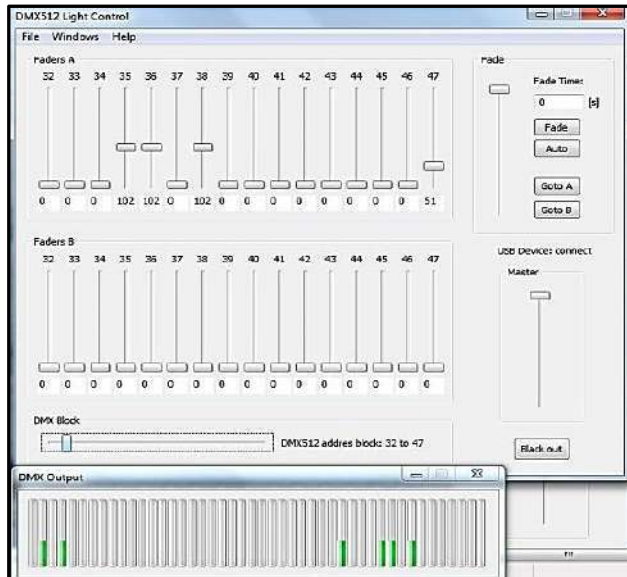 DMX512 Light Control
File Windows Help
Faders A
32 33 34 35 36 37 38 39 40 41 42 43 44 45 46 47
0 0 0 102 102 0 102 0 0 0 0 0 0 0 0 51
Fade
Fade Time:
0 [s]
Fade
Auto
Goto A
Goto B
Faders B
32 33 34 35 36 37 38 39 40 41 42 43 44 45 46 47
0 0 0 0 0 0 0 0 0 0 0 0 0 0 0 0
USB Device: connect
Master
DMX Block
DMX512 addres block: 32 to 47
Black out
DMX Output